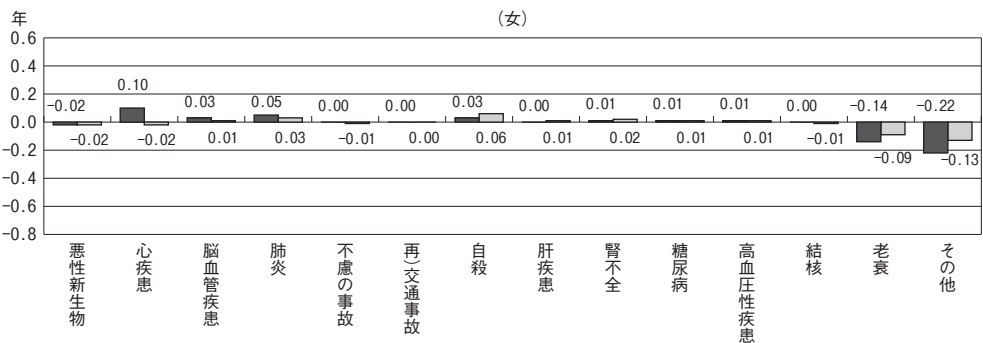 年
(女)
0.6
0.4
0.2
0.0
-0.2
-0.4
-0.6
-0.8
-0.02 0.10 0.03 0.05 0.00 0.00 0.03 0.00 0.01 0.01 0.01 0.00 -0.14 -0.22
-0.02 -0.02 0.01 0.03 -0.01 0.00 0.06 0.01 0.02 0.01 0.01 -0.01 -0.09 -0.13
悪性新生物
心疾患
脳血管疾患
肺炎
不慮の事故
再)交通事故
自殺
肝疾患
腎不全
糖尿病
高血圧性疾患
結核
老衰
その他